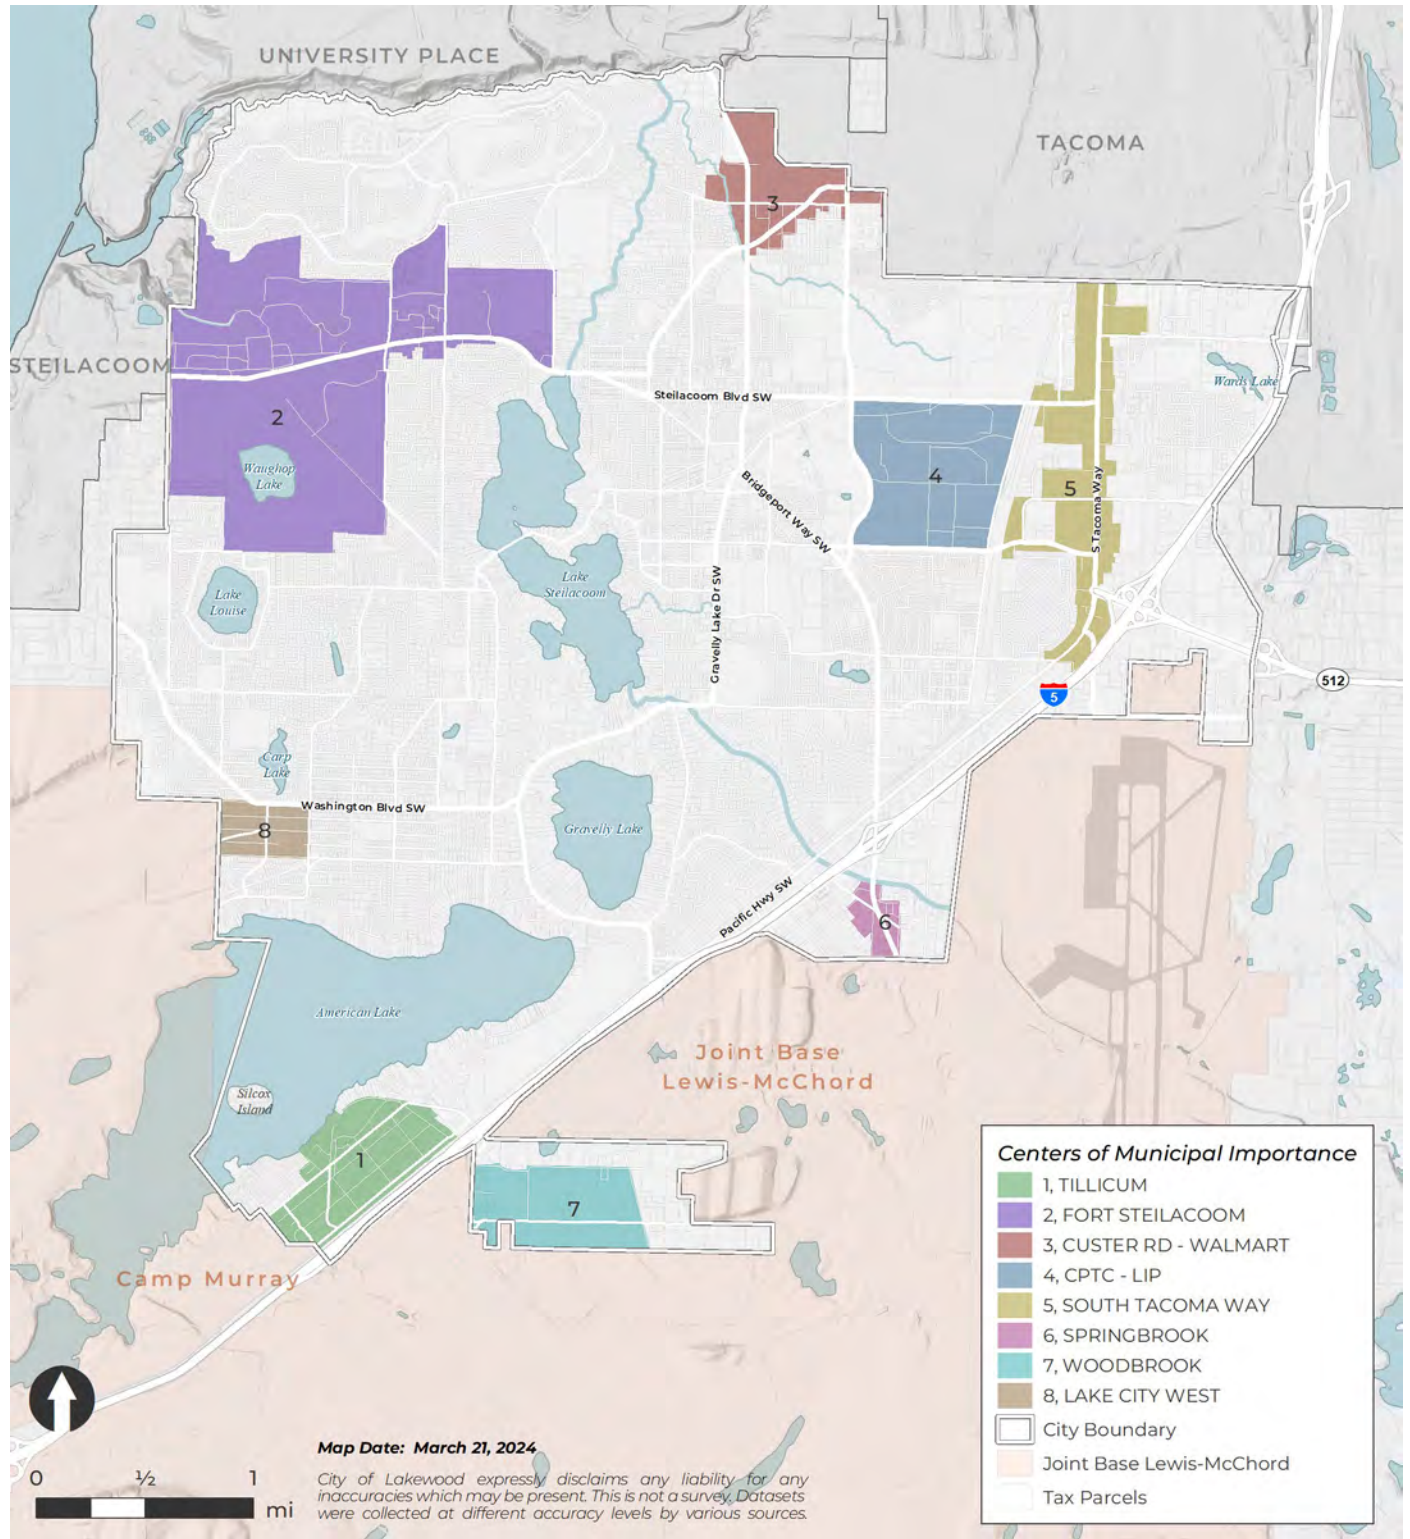 UNIVERSITY PLACE
TACOMA
3
STEILACOOM
Wards Lake
Steilacoom Blvd SW
2
Waughop
Lake
4
4
5
Bridgeport Way SW
S Tacoma Way
Lake
Steilacoom
Lake
Louise
Gravelly Lake Dr SW
512
5
Carp
Lake
Washington Blvd SW
8
Gravelly Lake
Pacific Hwy SW
6
American Lake
Joint Base
Lewis-McChord
Silcox
Island
1
7
Camp Murray
Centers of Municipal Importance
1, TILLICUM
2, FORT STEILACOOM
3, CUSTER RD - WALMART
4, CPTC - LIP
5, SOUTH TACOMA WAY
6, SPRINGBROOK
7, WOODBROOK
8, LAKE CITY WEST
City Boundary
Joint Base Lewis-McChord
Tax Parcels
Map Date: March 21, 2024
0 ½ 1
mi
City of Lakewood expressly disclaims any liability for any
inaccuracies which may be present. This is not a survey. Datasets
were collected at different accuracy levels by various sources.